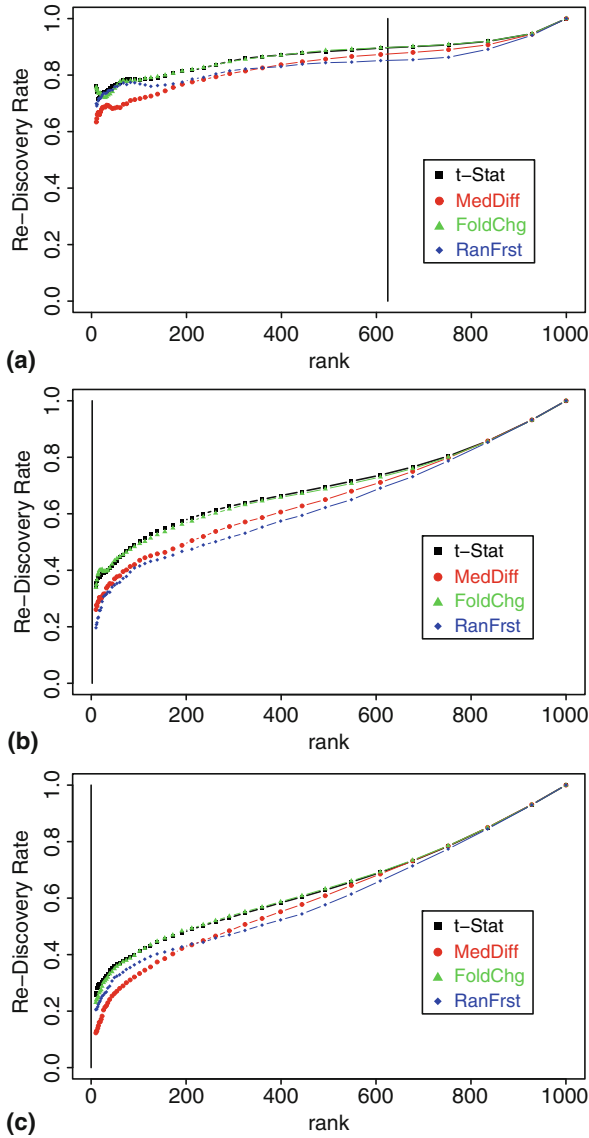 Re−Discovery Rate
1.0
0.8
0.6
0.4
0.2
0.0
t−Stat
MedDiff
FoldChg
RanFrst
0 200 400 600 800 1000
(a)
rank
Re−Discovery Rate
1.0
0.8
0.6
0.4
0.2
0.0
t−Stat
MedDiff
FoldChg
RanFrst
0 200 400 600 800 1000
(b)
rank
Re−Discovery Rate
1.0
0.8
0.6
0.4
0.2
0.0
t−Stat
MedDiff
FoldChg
RanFrst
0 200 400 600 800 1000
(c)
rank